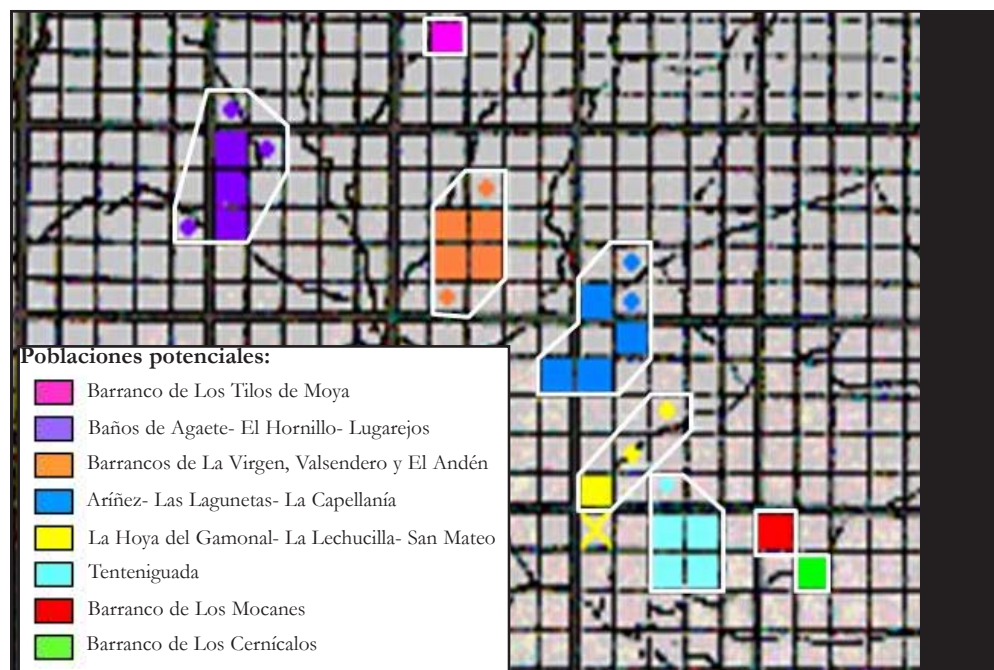 Poblaciones potenciales:
Barranco de Los Tilos de Moya
Baños de Agaete- El Hornillo- Lugarejos
Barrancos de La Virgen, Valsendero y El Andén
Aríñez- Las Lagunetas- La Capellanía
La Hoya del Gamonal- La Lechucilla- San Mateo
Tenteniguada
Barranco de Los Mocanes
Barranco de Los Cernícalos